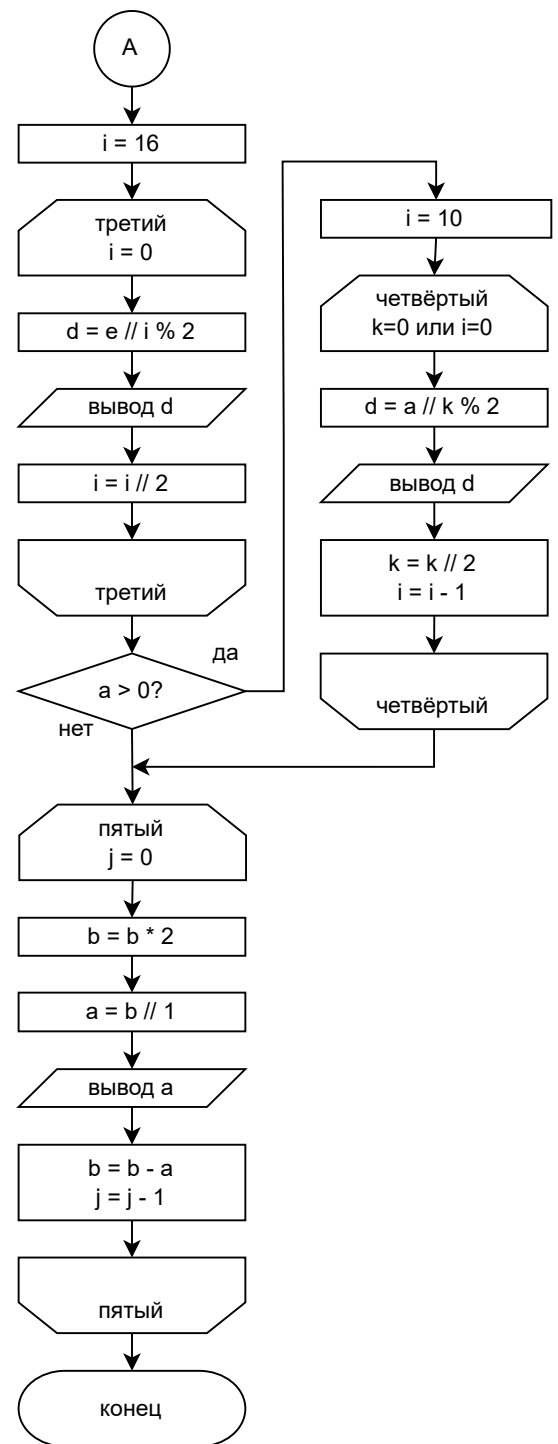 А
i = 16
третий
i = 0
d = e // i % 2
вывод d
i = i // 2
третий
a > 0?
да
нет
i = 10
четвёртый
k=0 или i=0
d = a // k % 2
вывод d
k = k // 2
i = i - 1
четвёртый
пятый
j = 0
b = b * 2
a = b // 1
вывод a
b = b - a
j = j - 1
пятый
конец